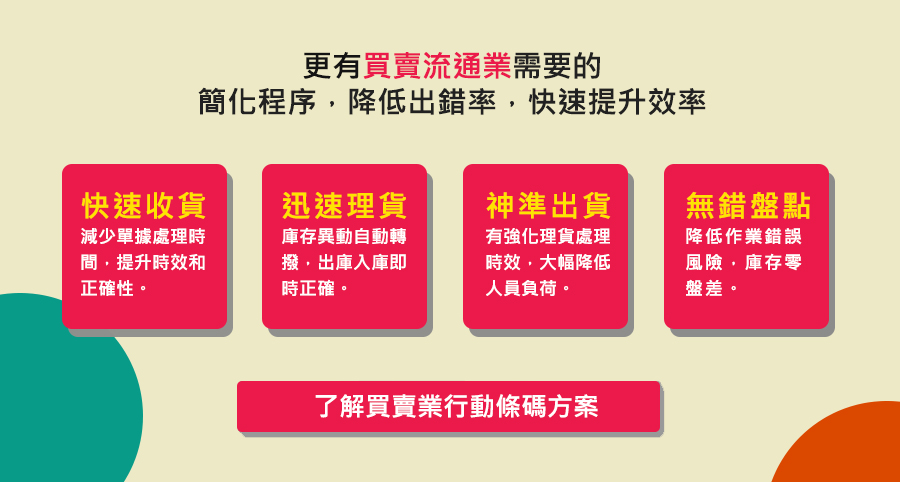 更有買賣流通業需要的
簡化程序，降低出錯率，快速提升效率
快速收貨
減少單據處理時
間，提升時效和
正確性。
迅速理貨
庫存異動自動轉
撥，出庫入庫即
時正確。
神準出貨
有強化理貨處理
時效，大幅降低
人員負荷。
無錯盤點
降低作業錯誤
風險，庫存零
盤差。
了解買賣業行動條碼方案